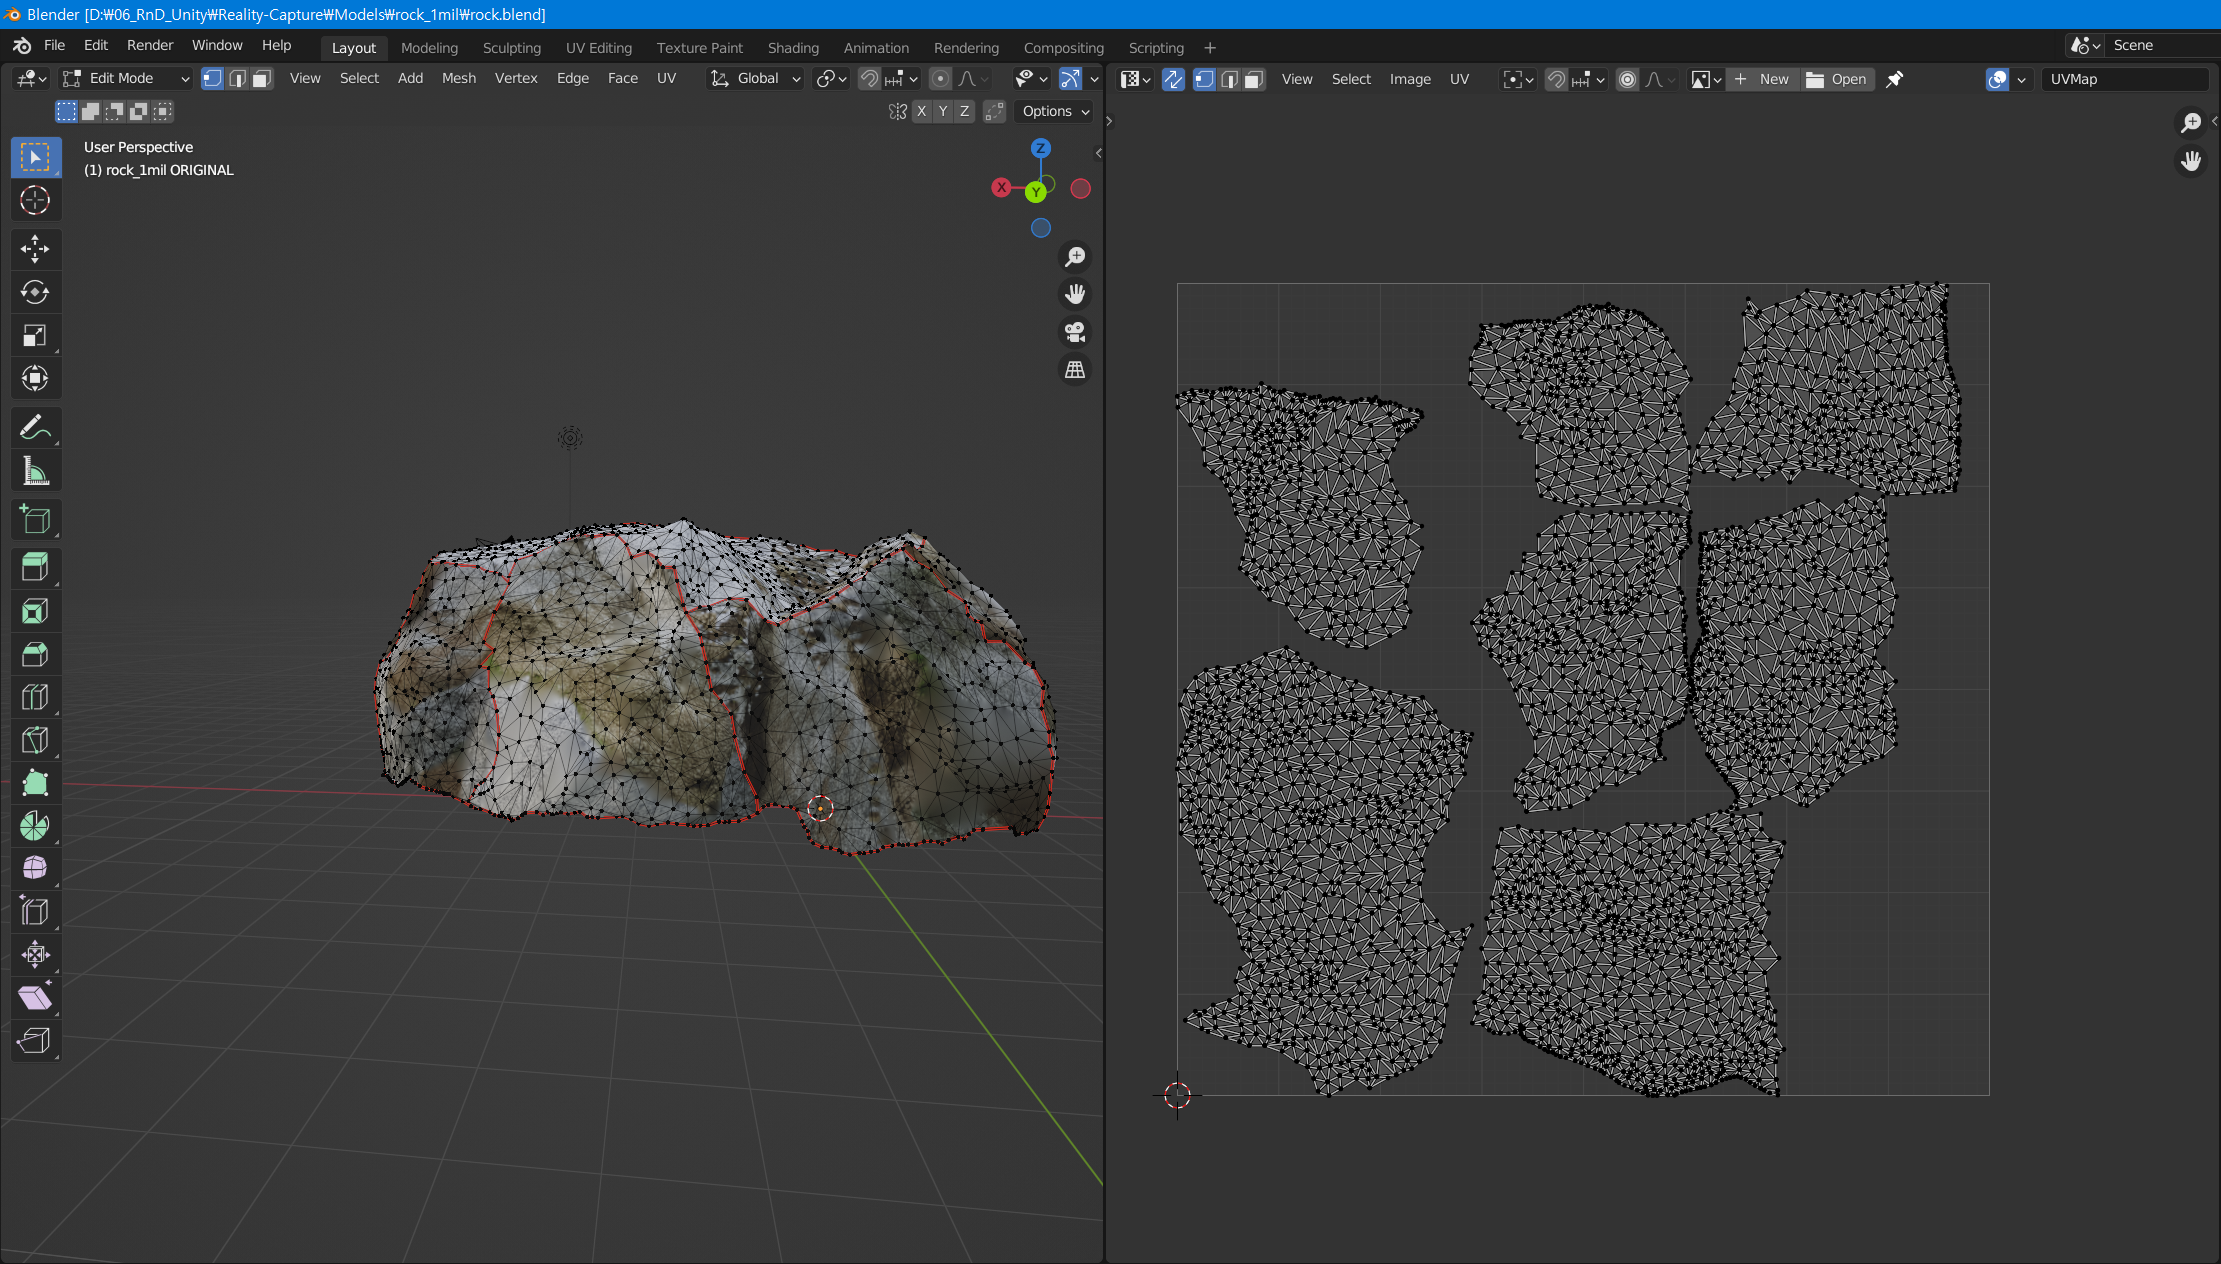 Blender [D:₩06_RnD_Unity₩Reality-Capture₩Models₩rock_1mil₩rock.blend]
File Edit Render Window Help Layout Modeling Sculpting UV Editing Texture Paint Shading Animation Rendering Compositing Scripting + Scene
Edit Mode View Select Add Mesh Vertex Edge Face UV Global
View Select Image UV + New Open UVMap
X Y Z Options
User Perspective
(1) rock_1mil ORIGINAL
Z
X
Y